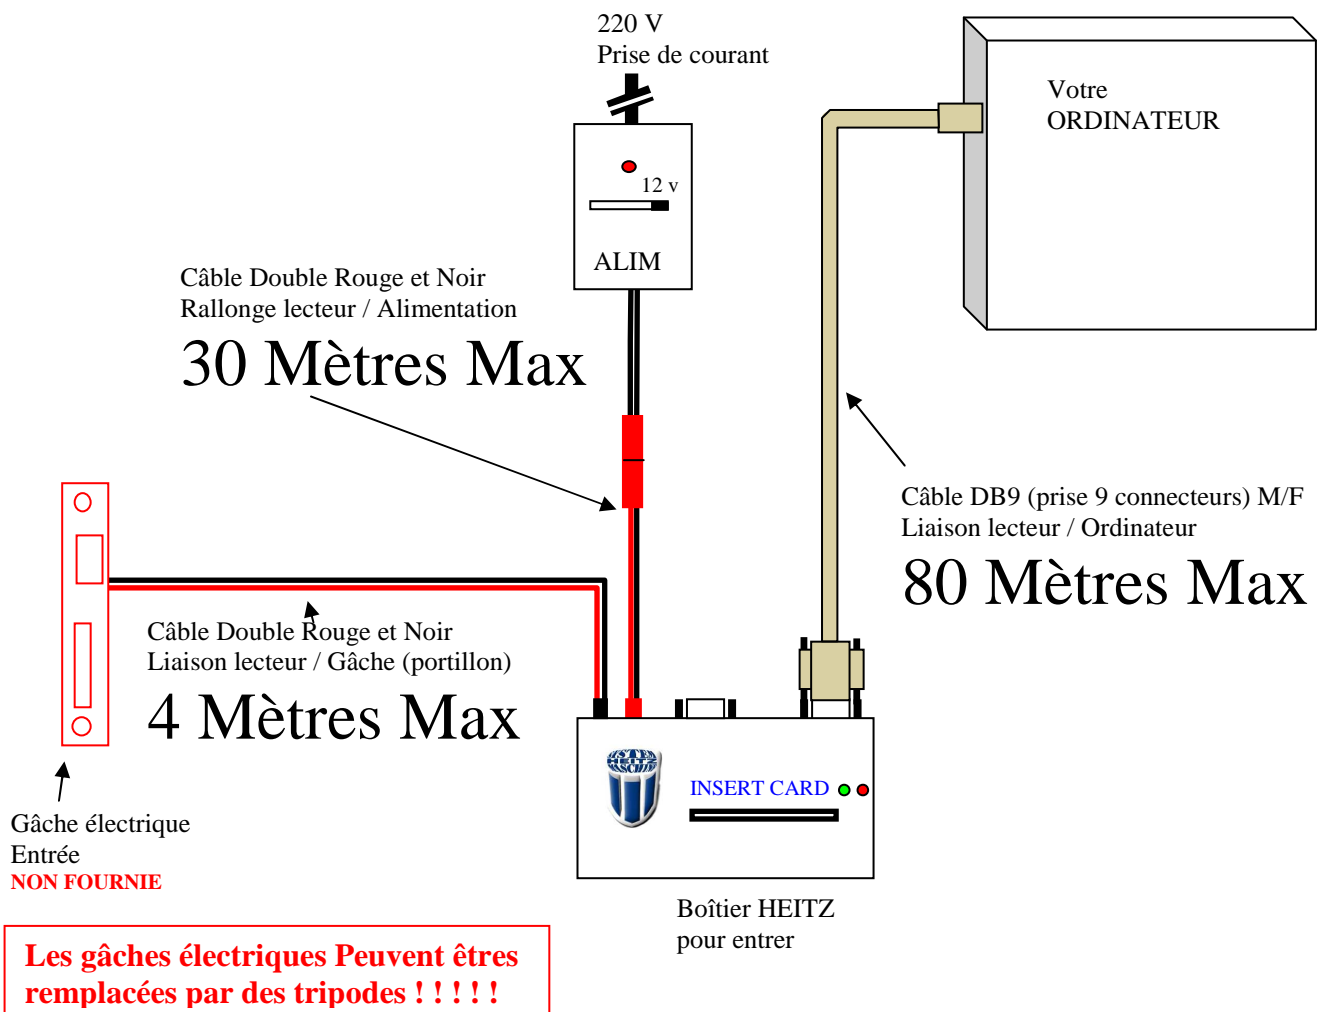 220 V
Prise de courant
Votre
ORDINATEUR
12 v
ALIM
Câble Double Rouge et Noir
Rallonge lecteur / Alimentation
30 Mètres Max
Câble DB9 (prise 9 connecteurs) M/F
Liaison lecteur / Ordinateur
80 Mètres Max
Câble Double Rouge et Noir
Liaison lecteur / Gâche (portillon)
4 Mètres Max
SYSTEM
HEITZ
MASCHINE
INSERT CARD
Gâche électrique
Entrée
NON FOURNIE
Boîtier HEITZ
pour entrer
Les gâches électriques Peuvent êtres
remplacées par des tripodes ! ! ! ! !